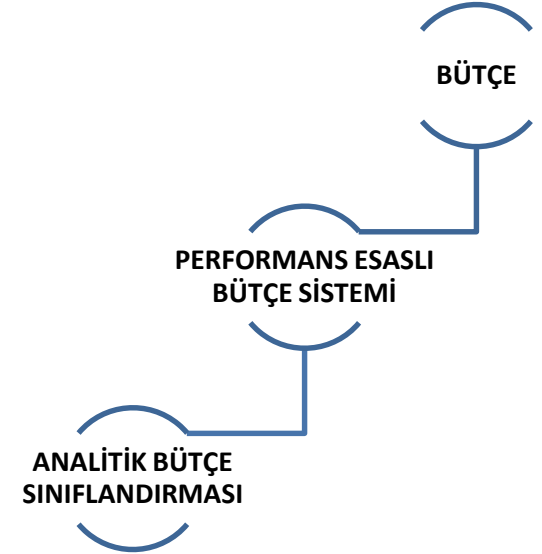 BÜTÇE
PERFORMANS ESASLI
BÜTÇE SİSTEMİ
ANALİTİK BÜTÇE
SINIFLANDIRMASI